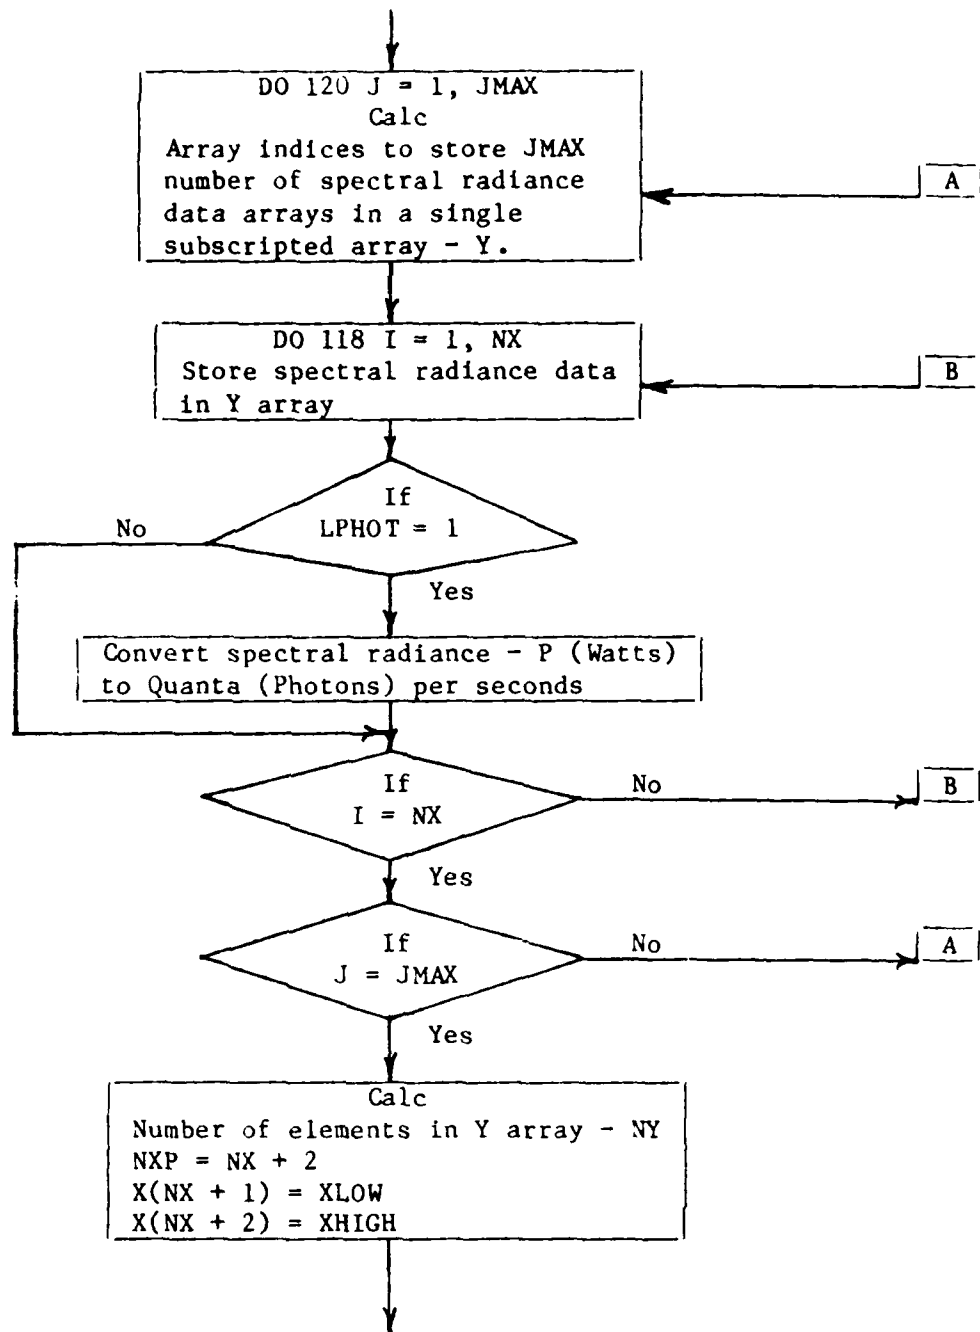 DO 120 J = 1, JMAX
Calc
Array indices to store JMAX
number of spectral radiance
data arrays in a single
subscripted array - Y.
A
DO 118 I = 1, NX
Store spectral radiance data
in Y array
B
If
LPHOT = 1
No
Yes
Convert spectral radiance - P (Watts)
to Quanta (Photons) per seconds
If
I = NX
No
B
Yes
If
J = JMAX
No
A
Yes
Calc
Number of elements in Y array - NY
NXP = NX + 2
X(NX + 1) = XLOW
X(NX + 2) = XHIGH